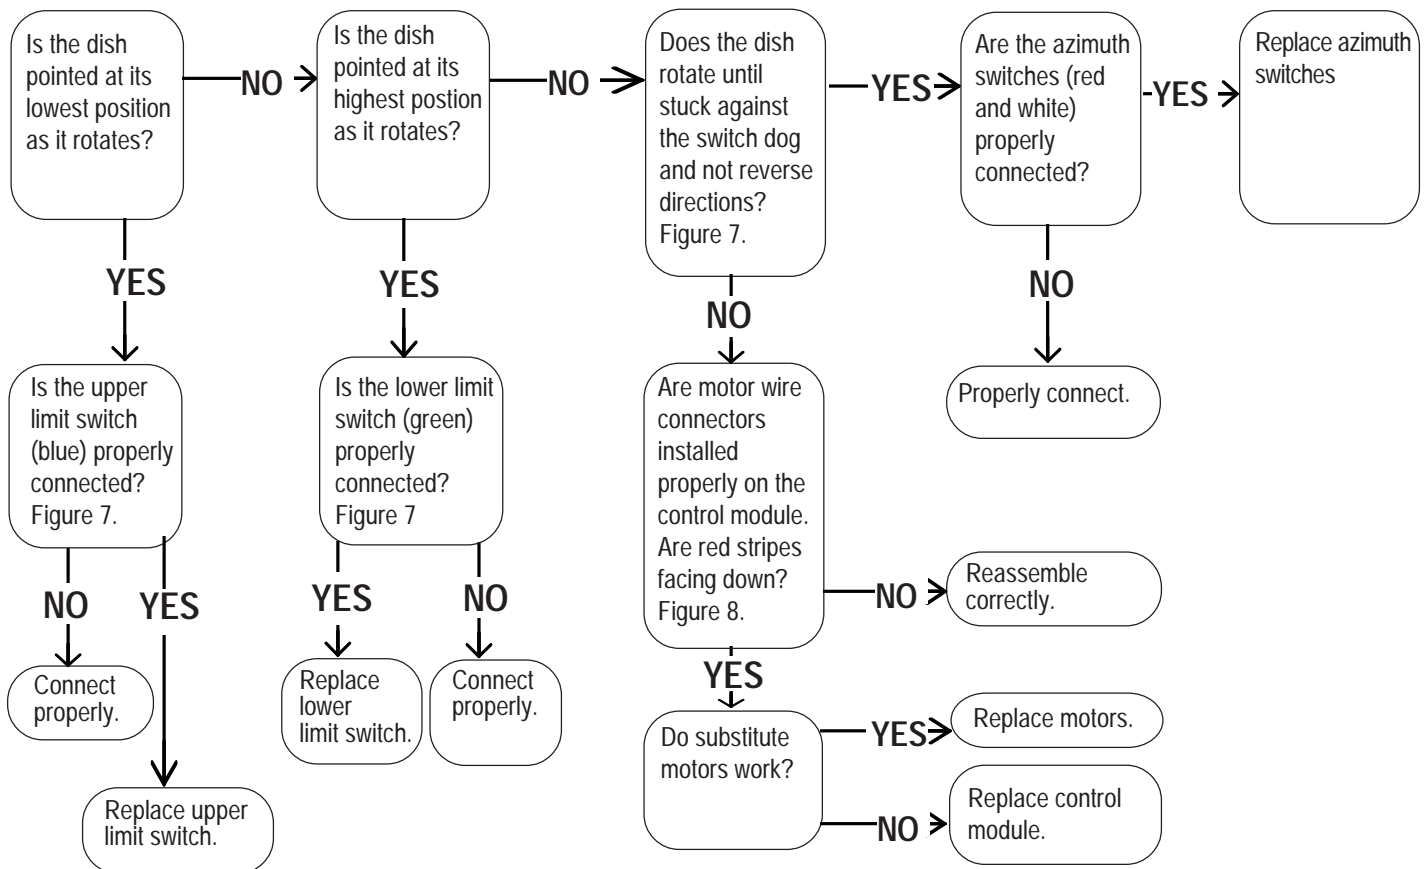 Is the dish
pointed at its
lowest position
as it rotates?
NO
Is the dish
pointed at its
highest postion
as it rotates?
NO
Does the dish
rotate until
stuck against
the switch dog
and not reverse
directions?
Figure 7.
YES
Are the azimuth
switches (red
and white)
properly
connected?
YES
Replace azimuth
switches
YES
YES
NO
NO
Is the upper
limit switch
(blue) properly
connected?
Figure 7.
Is the lower limit
switch (green)
properly
connected?
Figure 7
Are motor wire
connectors
installed
properly on the
control module.
Are red stripes
facing down?
Figure 8.
Properly connect.
NO
YES
YES
NO
NO
Reassemble
correctly.
Connect
properly.
Replace
lower
limit switch.
Connect
properly.
YES
Do substitute
motors work?
YES
Replace motors.
NO
Replace control
module.
Replace upper
limit switch.